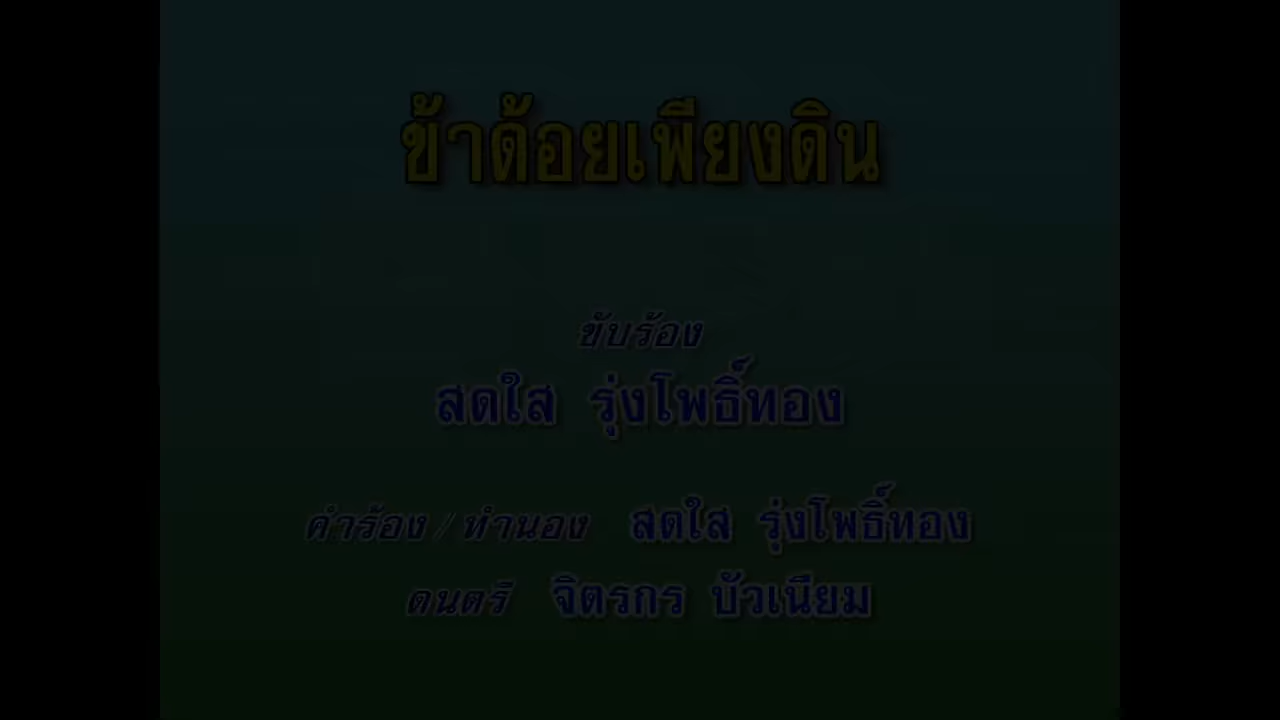 ข้าด้อยเพียงดิน
ขับร้อง
สดใส รุ่งโพธิ์ทอง
คำร้อง / ทำนอง สดใส รุ่งโพธิ์ทอง
ดนตรี จิตรกร บัวเนียม